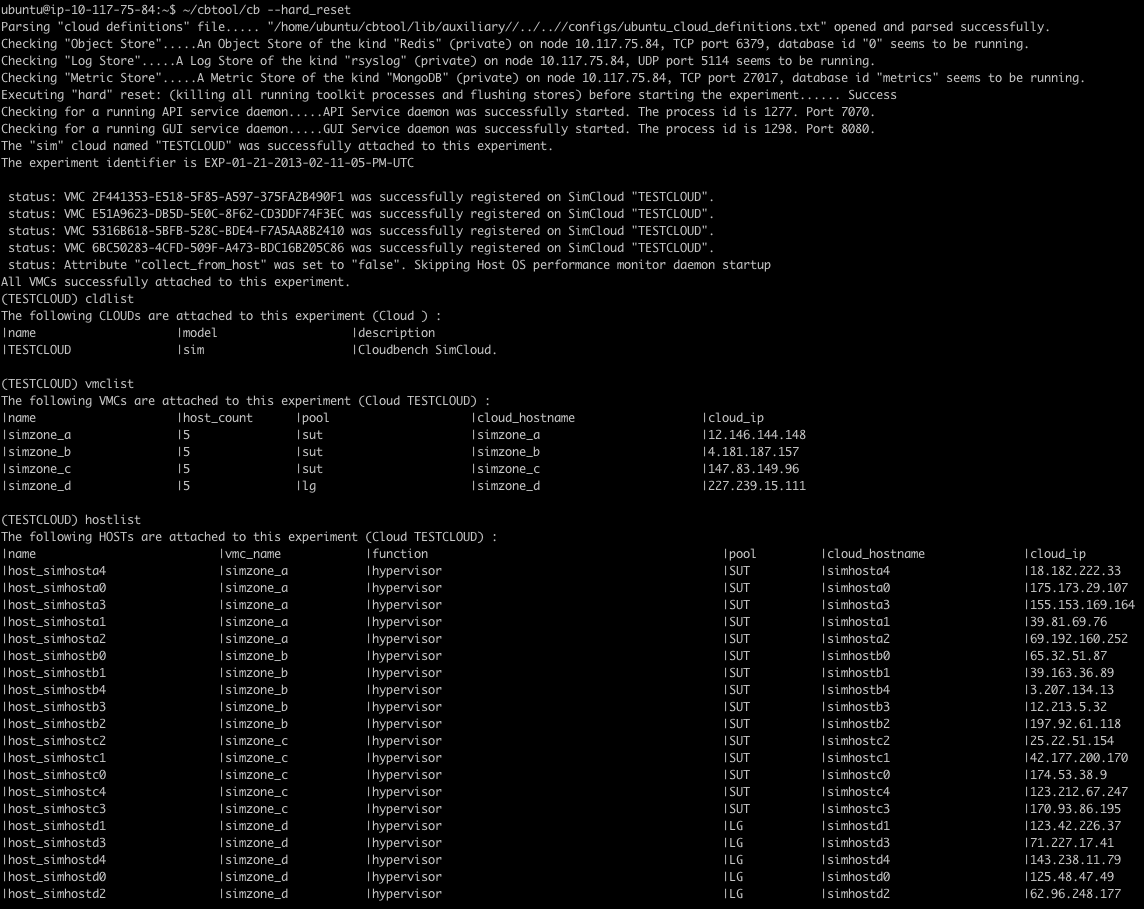 ubuntu@ip-10-117-75-84:~$ ~/cbtool/cb --hard_reset
Parsing "cloud definitions" file..... "/home/ubuntu/cbtool/lib/auxiliary//../..//configs/ubuntu_cloud_definitions.txt" opened and parsed successfully.
Checking "Object Store".....An Object Store of the kind "Redis" (private) on node 10.117.75.84, TCP port 6379, database id "0" seems to be running.
Checking "Log Store".....A Log Store of the kind "rsyslog" (private) on node 10.117.75.84, UDP port 5114 seems to be running.
Checking "Metric Store".....A Metric Store of the kind "MongoDB" (private) on node 10.117.75.84, TCP port 27017, database id "metrics" seems to be running.
Executing "hard" reset: (killing all running toolkit processes and flushing stores) before starting the experiment...... Success
Checking for a running API service daemon.....API Service daemon was successfully started. The process id is 1277. Port 7070.
Checking for a running GUI service daemon.....GUI Service daemon was successfully started. The process id is 1298. Port 8080.
The "sim" cloud named "TESTCLOUD" was successfully attached to this experiment.
The experiment identifier is EXP-01-21-2013-02-11-05-PM-UTC
status: VMC 2F441353-E518-5F85-A597-375FA2B490F1 was successfully registered on SimCloud "TESTCLOUD".
status: VMC E51A9623-DB5D-5E0C-8F62-CD3DDF74F3EC was successfully registered on SimCloud "TESTCLOUD".
status: VMC 5316B618-5BFB-528C-BDE4-F7A5AA8B2410 was successfully registered on SimCloud "TESTCLOUD".
status: VMC 6BC50283-4CFD-509F-A473-BDC16B205C86 was successfully registered on SimCloud "TESTCLOUD".
status: Attribute "collect_from_host" was set to "false". Skipping Host OS performance monitor daemon startup
All VMCs successfully attached to this experiment.
(TESTCLOUD) cldlist
The following CLOUDs are attached to this experiment (Cloud ) :
|name |model |description
|TESTCLOUD |sim |Cloudbench SimCloud.
(TESTCLOUD) vmclist
The following VMCs are attached to this experiment (Cloud TESTCLOUD) :
|name |host_count |pool |cloud_hostname |cloud_ip
|simzone_a |5 |sut |simzone_a |12.146.144.148
|simzone_b |5 |sut |simzone_b |4.181.187.157
|simzone_c |5 |sut |simzone_c |147.83.149.96
|simzone_d |5 |lg |simzone_d |227.239.15.111
(TESTCLOUD) hostlist
The following HOSTs are attached to this experiment (Cloud TESTCLOUD) :
|name |vmc_name |function |pool |cloud_hostname |cloud_ip
|host_simhosta4 |simzone_a |hypervisor |SUT |simhosta4 |18.182.222.33
|host_simhosta0 |simzone_a |hypervisor |SUT |simhosta0 |175.173.29.107
|host_simhosta3 |simzone_a |hypervisor |SUT |simhosta3 |155.153.169.164
|host_simhosta1 |simzone_a |hypervisor |SUT |simhosta1 |39.81.69.76
|host_simhosta2 |simzone_a |hypervisor |SUT |simhosta2 |69.192.160.252
|host_simhostb0 |simzone_b |hypervisor |SUT |simhostb0 |65.32.51.87
|host_simhostb1 |simzone_b |hypervisor |SUT |simhostb1 |39.163.36.89
|host_simhostb4 |simzone_b |hypervisor |SUT |simhostb4 |3.207.134.13
|host_simhostb3 |simzone_b |hypervisor |SUT |simhostb3 |12.213.5.32
|host_simhostb2 |simzone_b |hypervisor |SUT |simhostb2 |197.92.61.118
|host_simhostc2 |simzone_c |hypervisor |SUT |simhostc2 |25.22.51.154
|host_simhostc1 |simzone_c |hypervisor |SUT |simhostc1 |42.177.200.170
|host_simhostc0 |simzone_c |hypervisor |SUT |simhostc0 |174.53.38.9
|host_simhostc4 |simzone_c |hypervisor |SUT |simhostc4 |123.212.67.247
|host_simhostc3 |simzone_c |hypervisor |SUT |simhostc3 |170.93.86.195
|host_simhostd1 |simzone_d |hypervisor |LG |simhostd1 |123.42.226.37
|host_simhostd3 |simzone_d |hypervisor |LG |simhostd3 |71.227.17.41
|host_simhostd4 |simzone_d |hypervisor |LG |simhostd4 |143.238.11.79
|host_simhostd0 |simzone_d |hypervisor |LG |simhostd0 |125.48.47.49
|host_simhostd2 |simzone_d |hypervisor |LG |simhostd2 |62.96.248.177